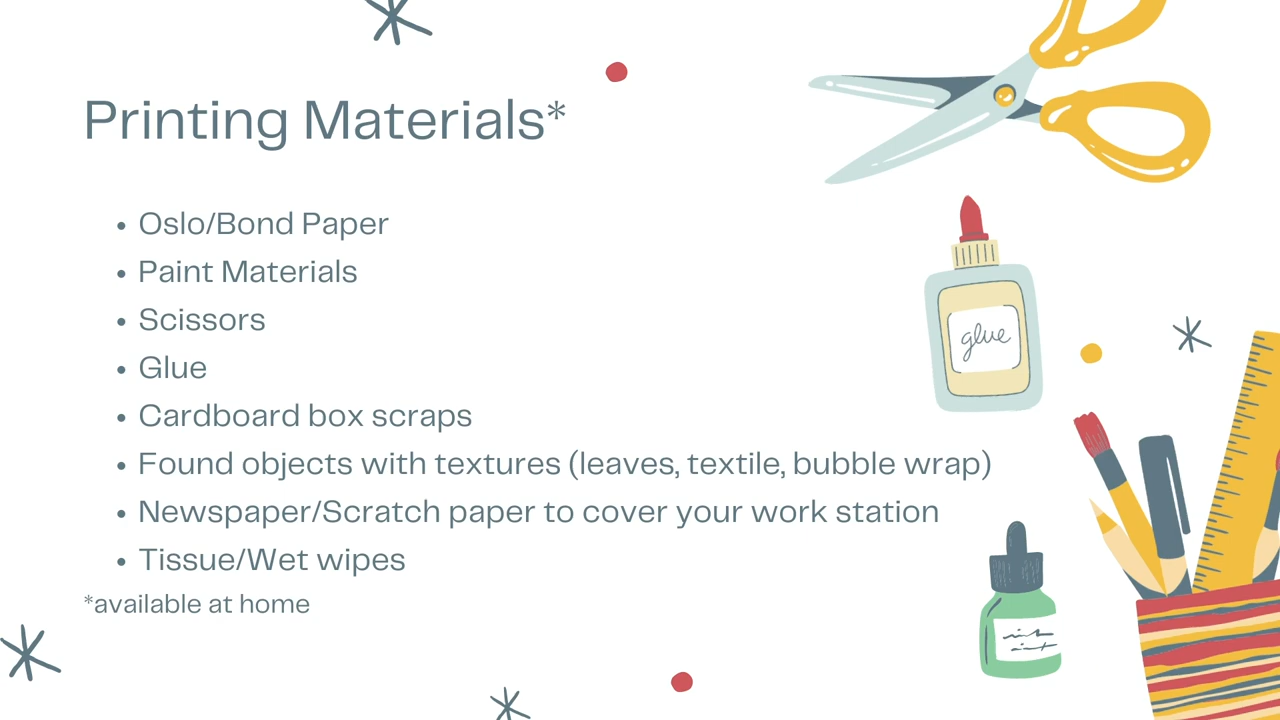 Printing Materials*
• Oslo/Bond Paper
• Paint Materials
• Scissors
• Glue
• Cardboard box scraps
• Found objects with textures (leaves, textile, bubble wrap)
• Newspaper/Scratch paper to cover your work station
• Tissue/Wet wipes
*available at home
glue